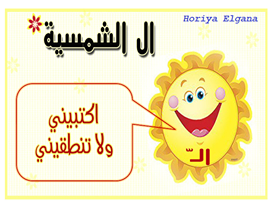 Horiya Elgana
ال الشمسية
اكتبيني
ولا تنطقيني
الـّ